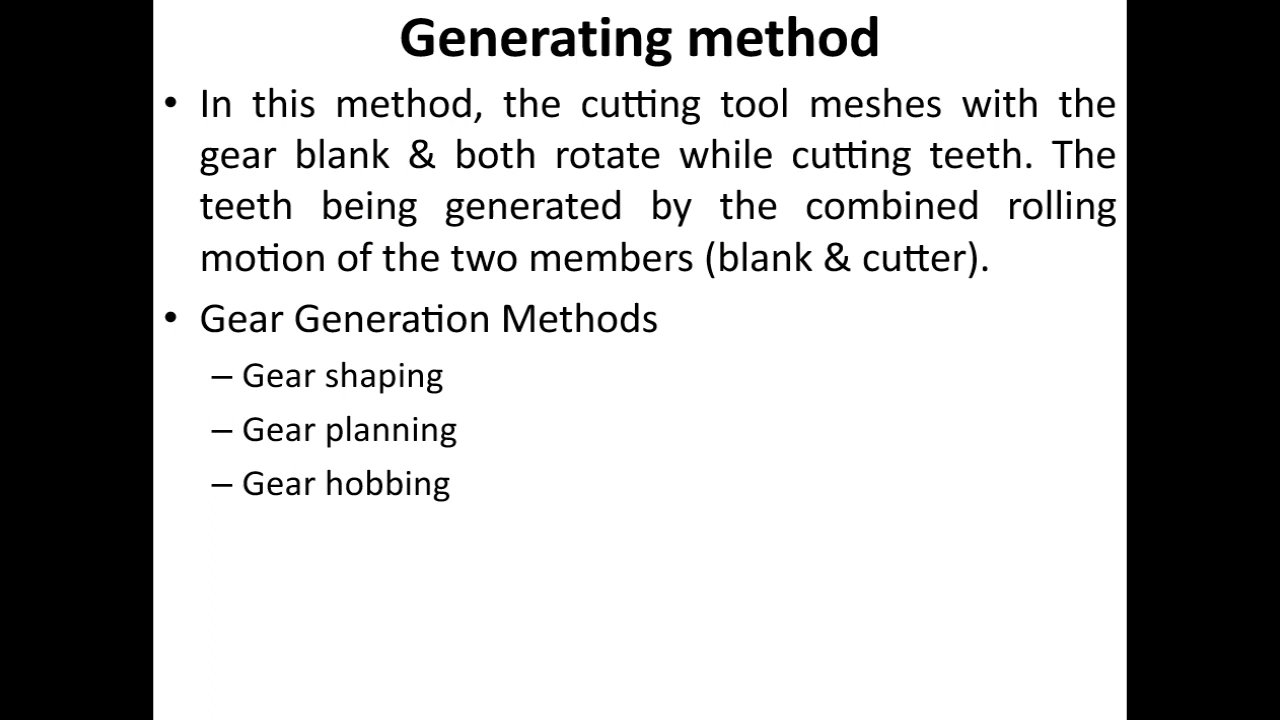 Generating method
• In this method, the cutting tool meshes with the
gear blank & both rotate while cutting teeth. The
teeth being generated by the combined rolling
motion of the two members (blank & cutter).
• Gear Generation Methods
– Gear shaping
– Gear planning
– Gear hobbing